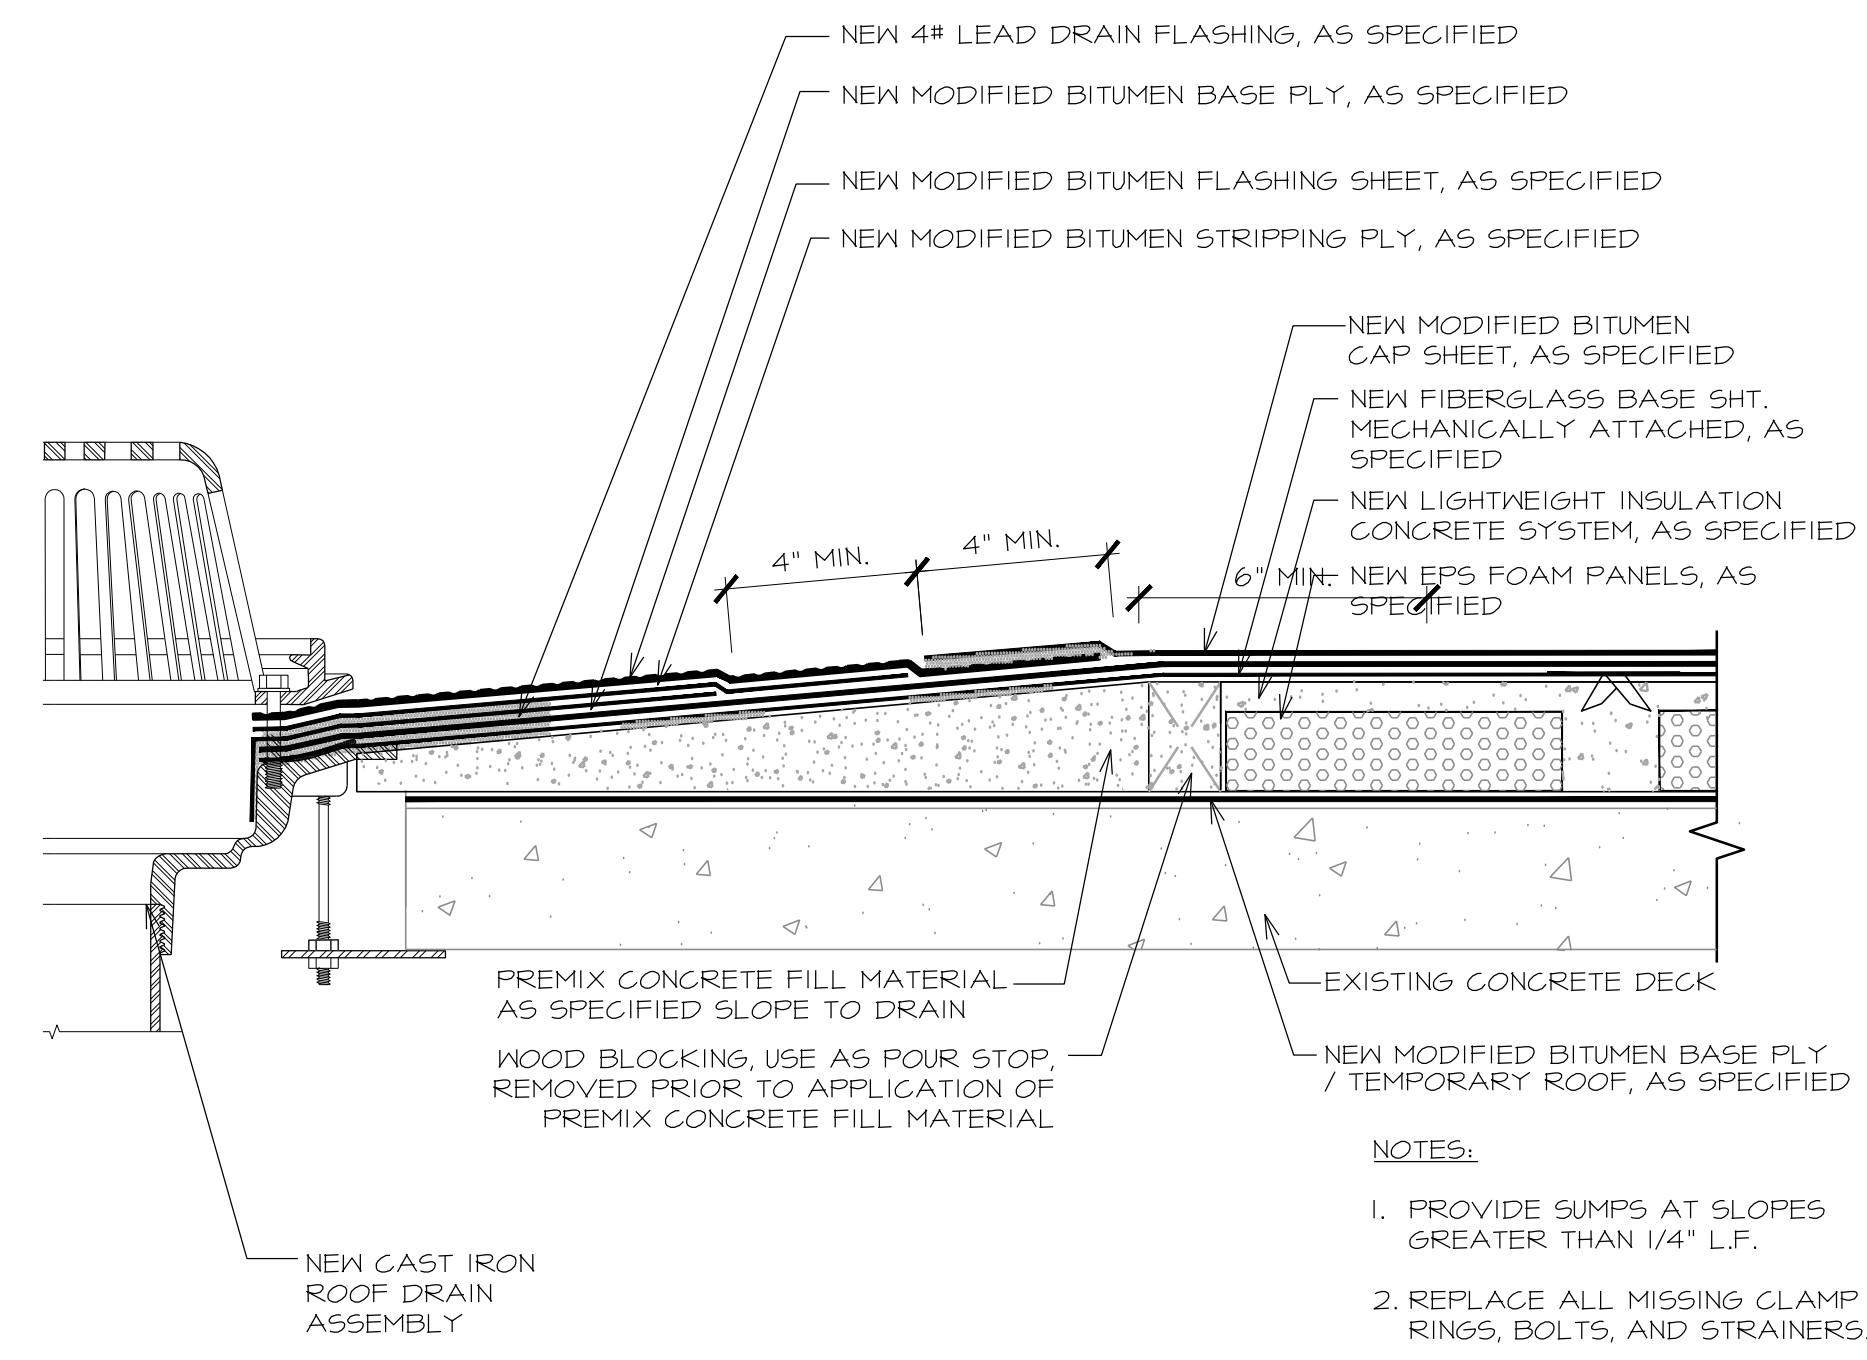 NEW 4# LEAD DRAIN FLASHING, AS SPECIFIED
NEW MODIFIED BITUMEN BASE PLY, AS SPECIFIED
NEW MODIFIED BITUMEN FLASHING SHEET, AS SPECIFIED
NEW MODIFIED BITUMEN STRIPPING PLY, AS SPECIFIED
NEW MODIFIED BITUMEN
CAP SHEET, AS SPECIFIED
NEW FIBERGLASS BASE SHT.
MECHANICALLY ATTACHED, AS
SPECIFIED
NEW LIGHTWEIGHT INSULATION
CONCRETE SYSTEM, AS SPECIFIED
NEW EPS FOAM PANELS, AS
SPECIFIED
4" MIN.
4" MIN.
6" MIN.
PREMIX CONCRETE FILL MATERIAL
AS SPECIFIED SLOPE TO DRAIN
WOOD BLOCKING, USE AS POUR STOP,
REMOVED PRIOR TO APPLICATION OF
PREMIX CONCRETE FILL MATERIAL
EXISTING CONCRETE DECK
NEW MODIFIED BITUMEN BASE PLY
/ TEMPORARY ROOF, AS SPECIFIED
NEW CAST IRON
ROOF DRAIN
ASSEMBLY
NOTES:
1. PROVIDE SUMPS AT SLOPES
GREATER THAN 1/4" L.F.
2. REPLACE ALL MISSING CLAMP
RINGS, BOLTS, AND STRAINERS.